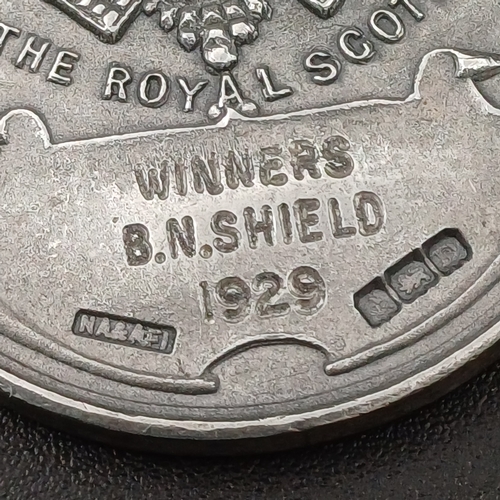 THE ROYAL SCOT
WINNERS
B.N.SHIELD
1929